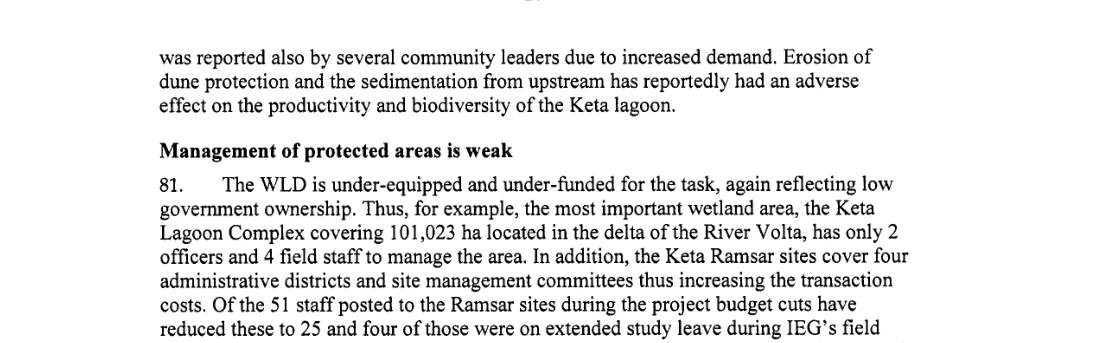 was reported also by several community leaders due to increased demand. Erosion of
dune protection and the sedimentation from upstream has reportedly had an adverse
effect on the productivity and biodiversity of the Keta lagoon.
Management of protected areas is weak
81. The WLD is under-equipped and under-funded for the task, again reflecting low
government ownership. Thus, for example, the most important wetland area, the Keta
Lagoon Complex covering 101,023 ha located in the delta of the River Volta, has only 2
officers and 4 field staff to manage the area. In addition, the Keta Ramsar sites cover four
administrative districts and site management committees thus increasing the transaction
costs. Of the 51 staff posted to the Ramsar sites during the project budget cuts have
reduced these to 25 and four of those were on extended study leave during IEG's field